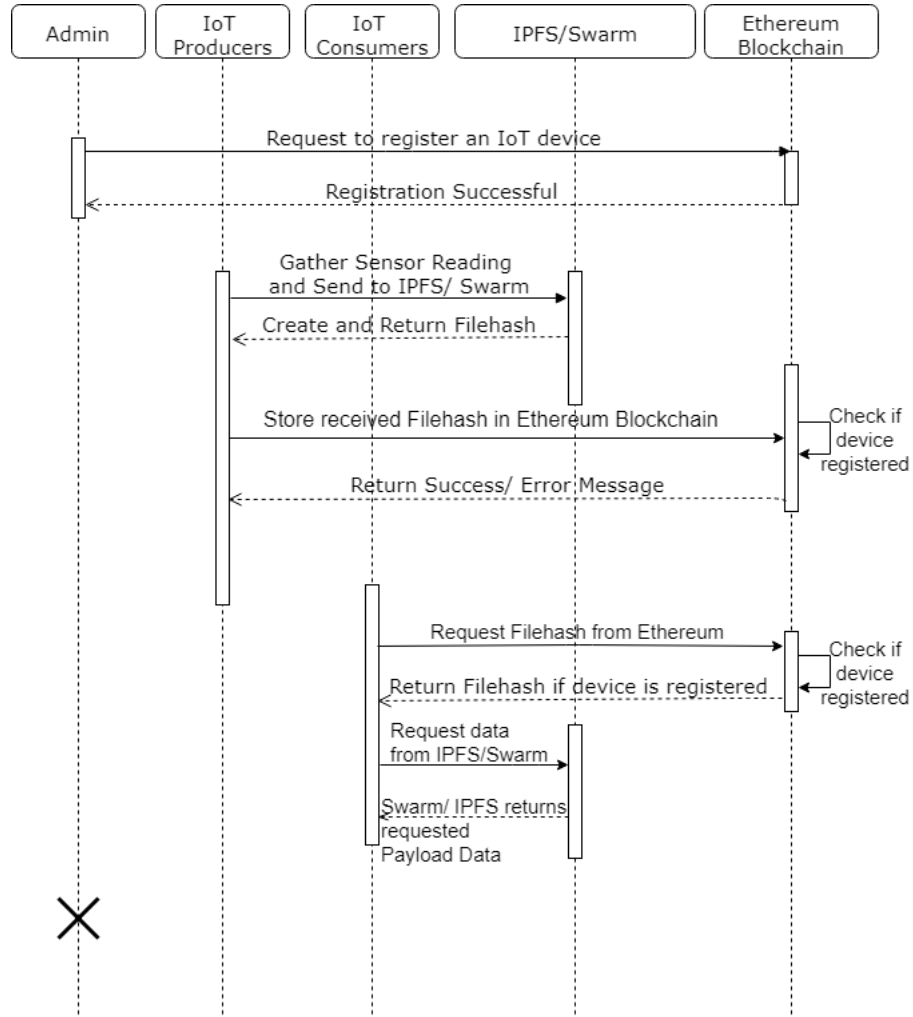 Admin
IoT
Producers
IoT
Consumers
IPFS/Swarm
Ethereum
Blockchain
Request to register an IoT device
Registration Successful
Gather Sensor Reading
and Send to IPFS/ Swarm
Create and Return Filehash
Store received Filehash in Ethereum Blockchain
Check if
device
registered
Return Success/ Error Message
Request Filehash from Ethereum
Check if
device
registered
Return Filehash if device is registered
Request data
from IPFS/Swarm
Swarm/ IPFS returns
requested
Payload Data